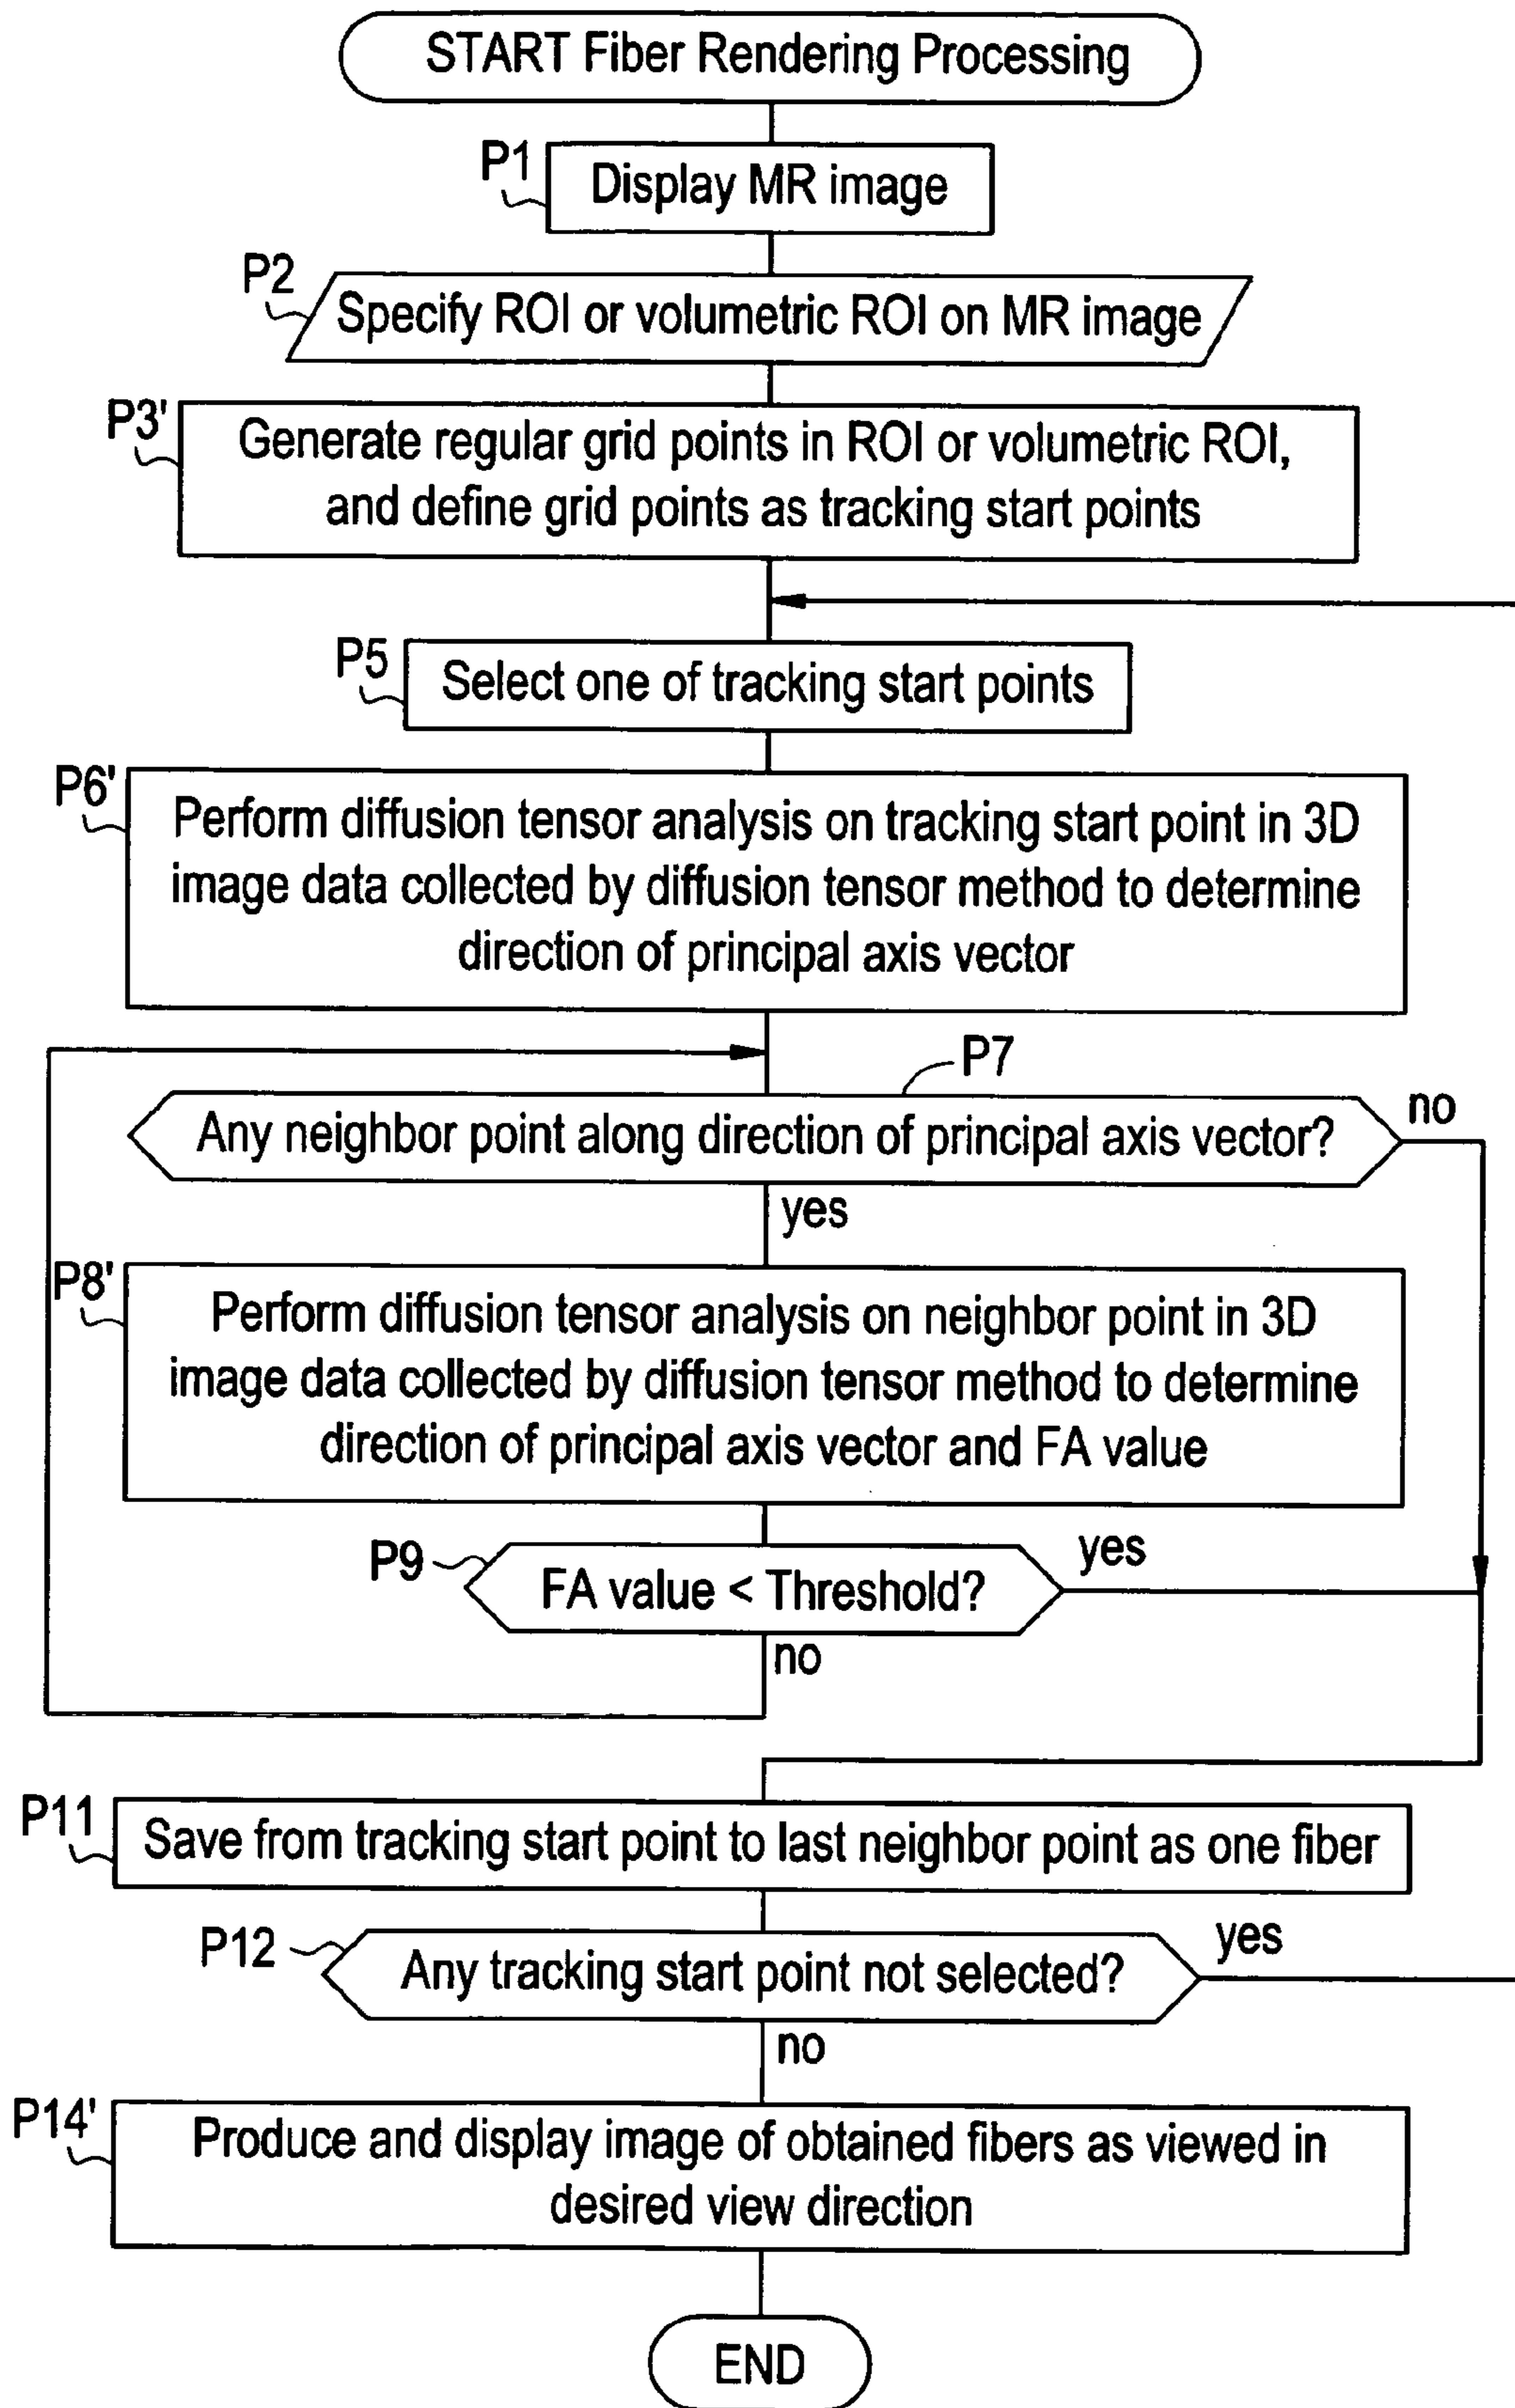 START Fiber Rendering Processing
P1
Display MR image
P2
Specify ROI or volumetric ROI on MR image
P3'
Generate regular grid points in ROI or volumetric ROI,
and define grid points as tracking start points
P5
Select one of tracking start points
P6'
Perform diffusion tensor analysis on tracking start point in 3D
image data collected by diffusion tensor method to determine
direction of principal axis vector
P7
Any neighbor point along direction of principal axis vector?
no
yes
P8'
Perform diffusion tensor analysis on neighbor point in 3D
image data collected by diffusion tensor method to determine
direction of principal axis vector and FA value
P9
FA value < Threshold?
yes
no
P11
Save from tracking start point to last neighbor point as one fiber
P12
Any tracking start point not selected?
yes
no
P14'
Produce and display image of obtained fibers as viewed in
desired view direction
END